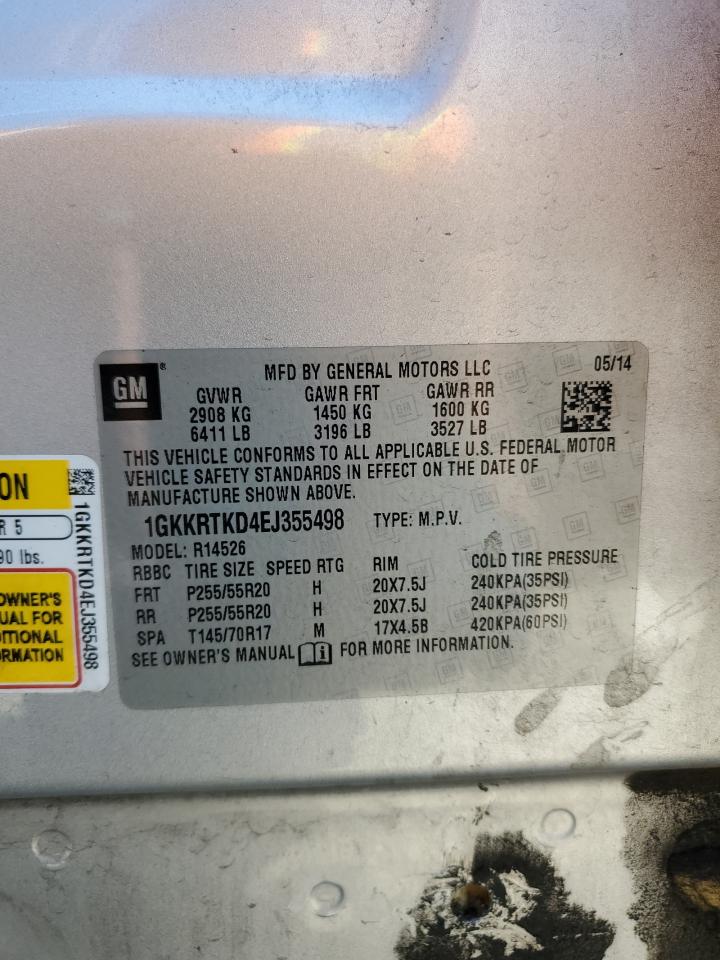 GM ®
MFD BY GENERAL MOTORS LLC 05/14
GVWR GAWR FRT GAWR RR
2908 KG 1450 KG 1600 KG
6411 LB 3196 LB 3527 LB
THIS VEHICLE CONFORMS TO ALL APPLICABLE U.S. FEDERAL MOTOR
VEHICLE SAFETY STANDARDS IN EFFECT ON THE DATE OF
MANUFACTURE SHOWN ABOVE.
1GKKRTKD4EJ355498 TYPE: M.P.V.
MODEL: R14526
RBBC TIRE SIZE SPEED RTG RIM COLD TIRE PRESSURE
FRT P255/55R20 H 20X7.5J 240KPA(35PSI)
RR P255/55R20 H 20X7.5J 240KPA(35PSI)
SPA T145/70R17 M 17X4.5B 420KPA(60PSI)
SEE OWNER'S MANUAL i FOR MORE INFORMATION.
ON
R 5
90 lbs.
OWNER'S
UAL FOR
ITIONAL
ORMATION
1GKKRTKD4EJ355498